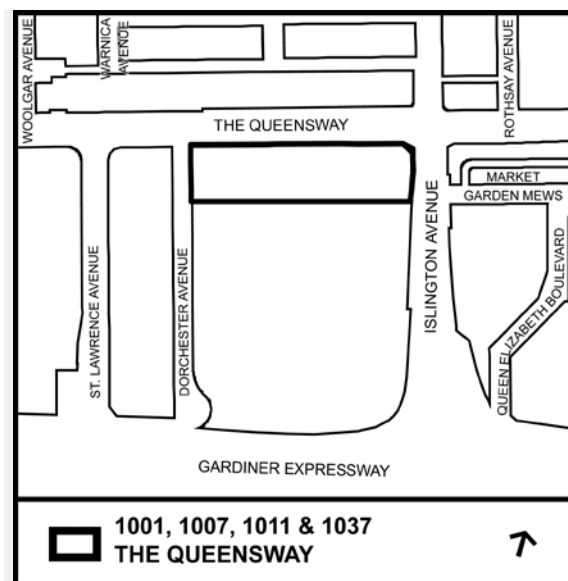 WOOLGAR AVENUE
WARNICA
AVENUE
ROTHSAY AVENUE
THE QUEENSWAY
MARKET
GARDEN MEWS
ISLINGTON AVENUE
ST. LAWRENCE AVENUE
DORCHESTER AVENUE
QUEEN ELIZABETH BOULEVARD
GARDINER EXPRESSWAY
1001, 1007, 1011 & 1037
THE QUEENSWAY